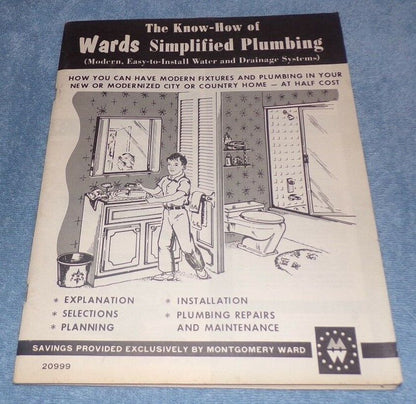 The Know-How of
Wards Simplified Plumbing
(Modern, Easy-to-Install Water and Drainage Systems)
HOW YOU CAN HAVE MODERN FIXTURES AND PLUMBING IN YOUR
NEW OR MODERNIZED CITY OR COUNTRY HOME — AT HALF COST
* EXPLANATION
* SELECTIONS
* PLANNING
* INSTALLATION
* PLUMBING REPAIRS
AND MAINTENANCE
SAVINGS PROVIDED EXCLUSIVELY BY MONTGOMERY WARD
MW
20999